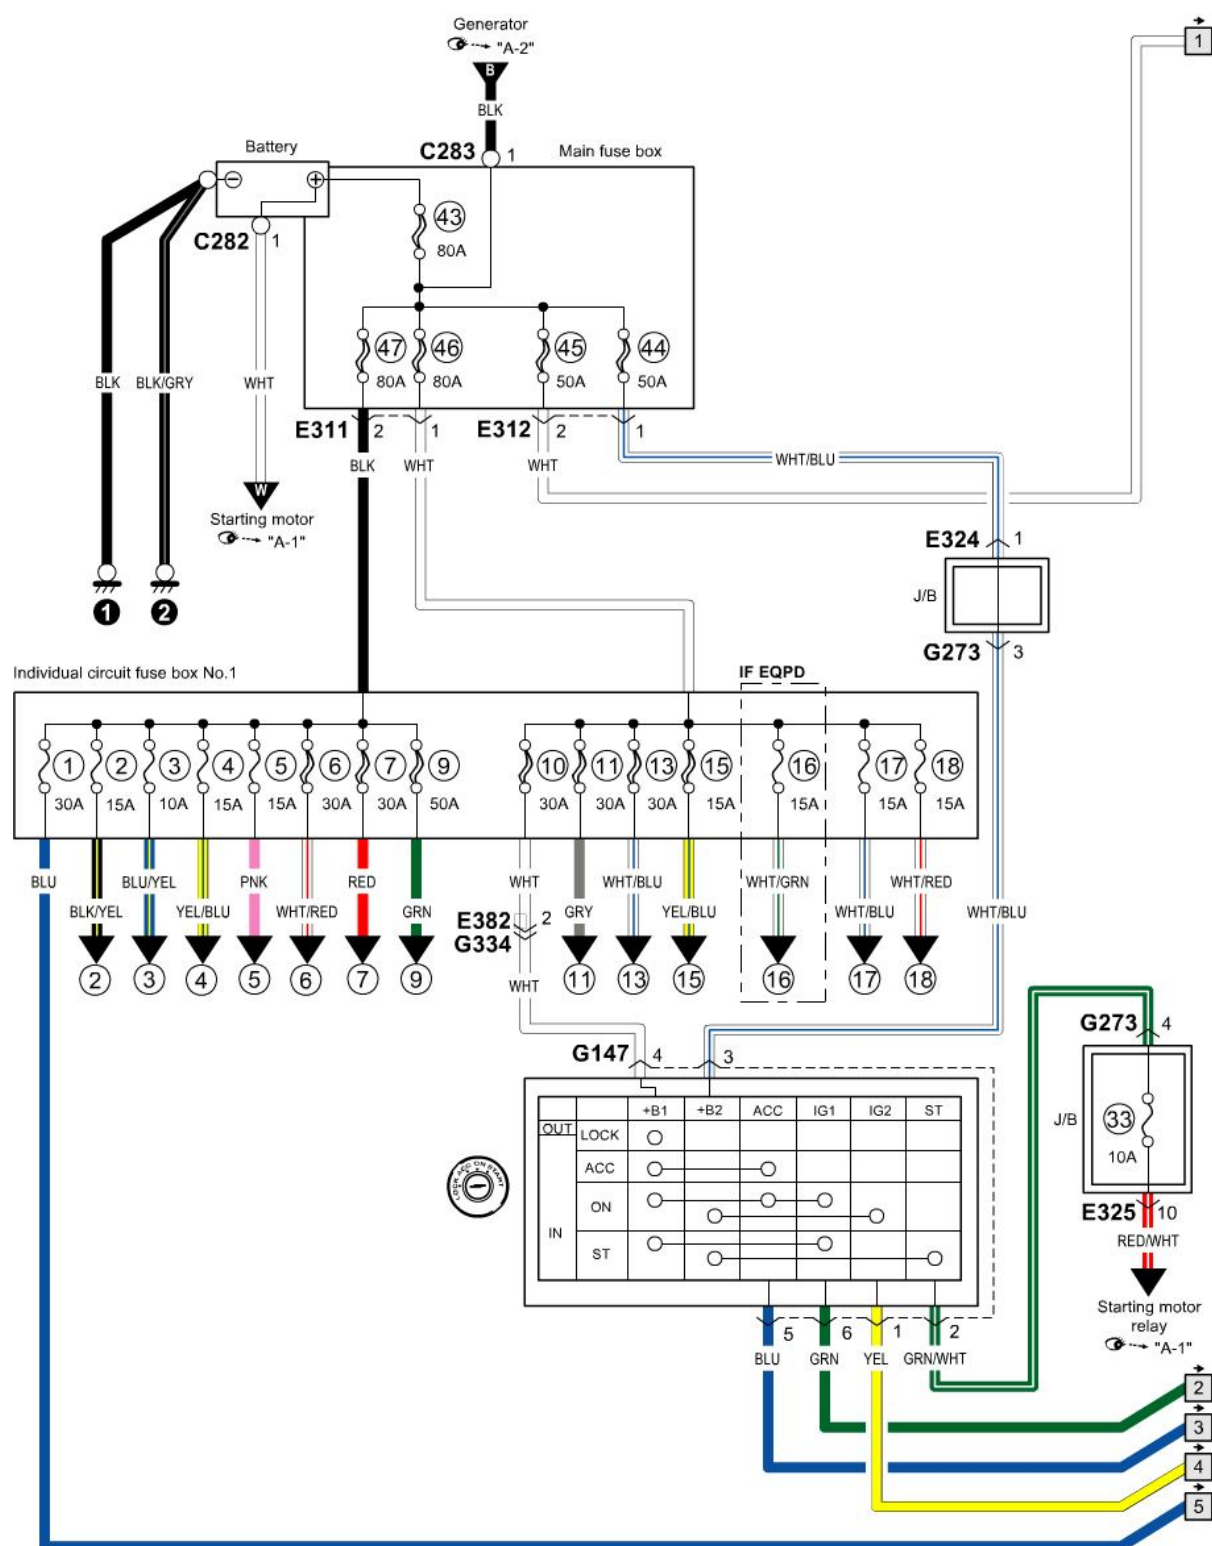 Generator
"A-2"
1
B
BLK
Battery
C283 1
Main fuse box
43
80A
C282 1
47 46 45 44
80A 80A 50A 50A
BLK BLK/GRY WHT
E311 2 1 E312 2 1
BLK WHT WHT WHT/BLU
W
Starting motor
"A-1"
E324 1
J/B
1 2
G273 3
Individual circuit fuse box No.1
IF EQPD
1 2 3 4 5 6 7 9 10 11 13 15 16 17 18
30A 15A 10A 15A 15A 30A 30A 50A 30A 30A 30A 15A 15A 15A 15A
BLU BLU/YEL PNK RED WHT WHT/BLU WHT/GRN WHT/RED
BLK/YEL YEL/BLU WHT/RED GRN GRY YEL/BLU WHT/BLU WHT/BLU
E382 2
G334
2 3 4 5 6 7 9 11 13 15 16 17 18
WHT
G273 4
G147 4 3
+B1 +B2 ACC IG1 IG2 ST
OUT LOCK
ACC
ON
IN
ST
LOCK ACC ON START
J/B
33
10A
E325 10
RED/WHT
Starting motor
relay
"A-1"
5 6 1 2
BLU GRN YEL GRN/WHT
2
3
4
5